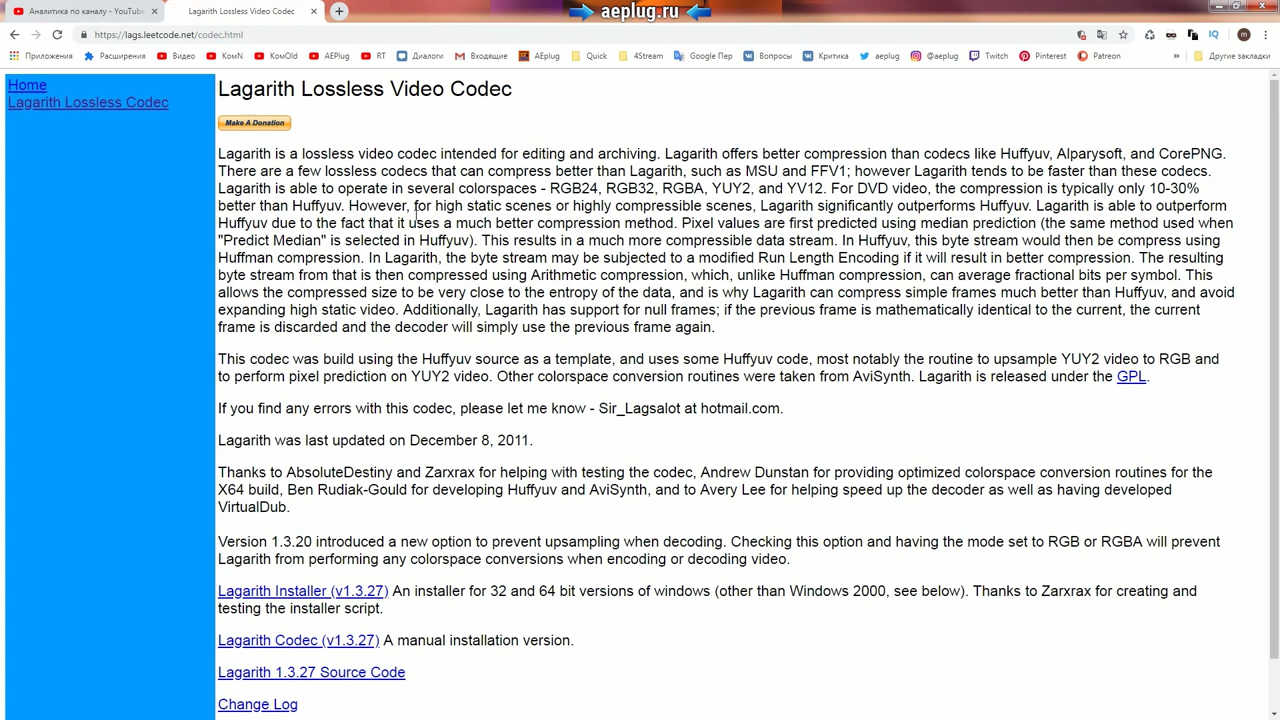 aeplug.ru
Аналитика по каналу - YouTube
Lagarith Lossless Video Codec
https://lags.leetcode.net/codec.html
Приложения
Расширения
Видео
КомN
КомOld
AEPlug
RT
Диалоги
Входящие
AEplug
Quick
4Stream
Google Пер
Вопросы
Критика
aeplug
@aeplug
Twitch
Pinterest
Patreon
»
Другие закладки
Home
Lagarith Lossless Codec
Lagarith Lossless Video Codec
Make A Donation
Lagarith is a lossless video codec intended for editing and archiving. Lagarith offers better compression than codecs like Huffyuv, Alparysoft, and CorePNG.
There are a few lossless codecs that can compress better than Lagarith, such as MSU and FFV1; however Lagarith tends to be faster than these codecs.
Lagarith is able to operate in several colorspaces - RGB24, RGB32, RGBA, YUY2, and YV12. For DVD video, the compression is typically only 10-30%
better than Huffyuv. However, for high static scenes or highly compressible scenes, Lagarith significantly outperforms Huffyuv. Lagarith is able to outperform
Huffyuv due to the fact that it uses a much better compression method. Pixel values are first predicted using median prediction (the same method used when
"Predict Median" is selected in Huffyuv). This results in a much more compressible data stream. In Huffyuv, this byte stream would then be compress using
Huffman compression. In Lagarith, the byte stream may be subjected to a modified Run Length Encoding if it will result in better compression. The resulting
byte stream from that is then compressed using Arithmetic compression, which, unlike Huffman compression, can average fractional bits per symbol. This
allows the compressed size to be very close to the entropy of the data, and is why Lagarith can compress simple frames much better than Huffyuv, and avoid
expanding high static video. Additionally, Lagarith has support for null frames; if the previous frame is mathematically identical to the current, the current
frame is discarded and the decoder will simply use the previous frame again.
This codec was build using the Huffyuv source as a template, and uses some Huffyuv code, most notably the routine to upsample YUY2 video to RGB and
to perform pixel prediction on YUY2 video. Other colorspace conversion routines were taken from AviSynth. Lagarith is released under the GPL.
If you find any errors with this codec, please let me know - Sir_Lagsalot at hotmail.com.
Lagarith was last updated on December 8, 2011.
Thanks to AbsoluteDestiny and Zarxrax for helping with testing the codec, Andrew Dunstan for providing optimized colorspace conversion routines for the
X64 build, Ben Rudiak-Gould for developing Huffyuv and AviSynth, and to Avery Lee for helping speed up the decoder as well as having developed
VirtualDub.
Version 1.3.20 introduced a new option to prevent upsampling when decoding. Checking this option and having the mode set to RGB or RGBA will prevent
Lagarith from performing any colorspace conversions when encoding or decoding video.
Lagarith Installer (v1.3.27) An installer for 32 and 64 bit versions of windows (other than Windows 2000, see below). Thanks to Zarxrax for creating and
testing the installer script.
Lagarith Codec (v1.3.27) A manual installation version.
Lagarith 1.3.27 Source Code
Change Log